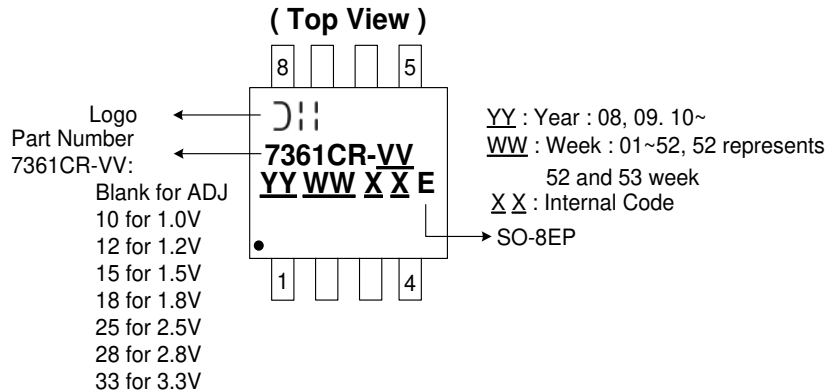 ( Top View )
8 5
Logo
Part Number
7361CR-VV:
Blank for ADJ
10 for 1.0V
12 for 1.2V
15 for 1.5V
18 for 1.8V
25 for 2.5V
28 for 2.8V
33 for 3.3V
7361CR-VV
YY WW X X E
1 4
YY : Year : 08, 09. 10~
WW : Week : 01~52, 52 represents
52 and 53 week
X X : Internal Code
SO-8EP